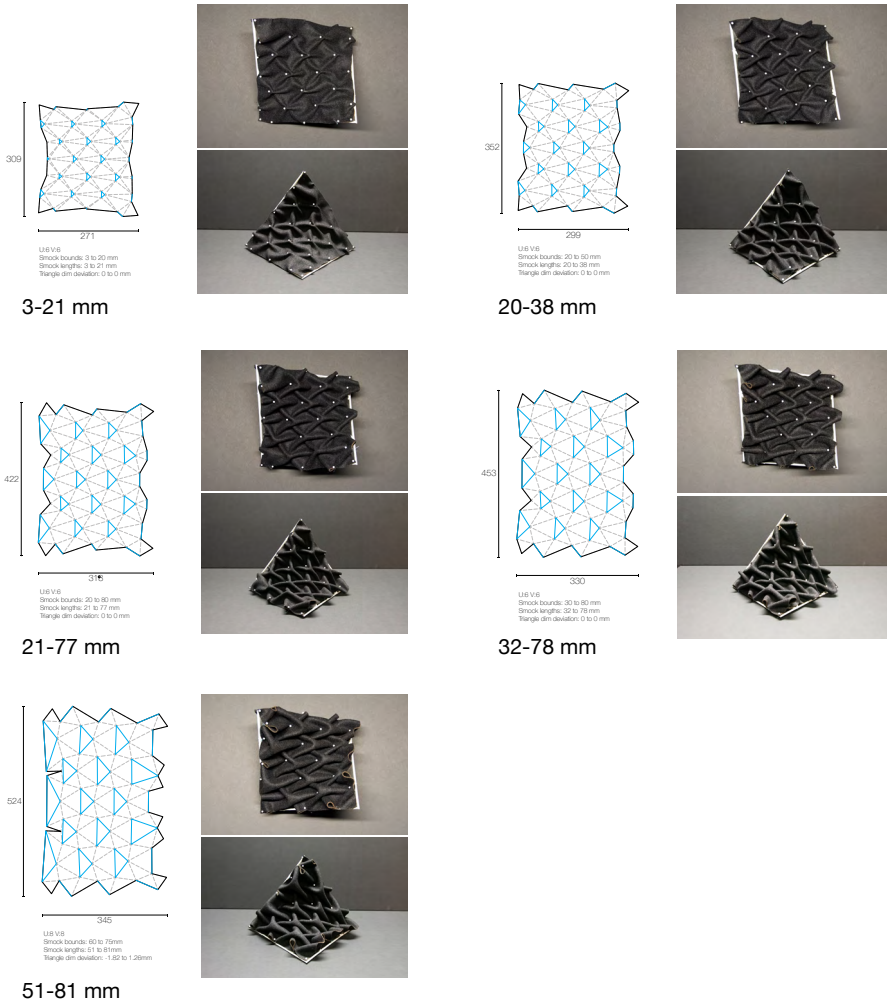 309
271
U:6 V:6
Smock bounds: 3 to 20 mm
Smock lengths: 3 to 21 mm
Triangle dim deviation: 0 to 0 mm
3-21 mm
352
299
U:6 V:6
Smock bounds: 20 to 50 mm
Smock lengths: 20 to 38 mm
Triangle dim deviation: 0 to 0 mm
20-38 mm
422
U:6 V:6
Smock bounds: 20 to 80 mm
Smock lengths: 21 to 77 mm
Triangle dim deviation: 0 to 0 mm
21-77 mm
453
330
U:6 V:6
Smock bounds: 30 to 80 mm
Smock lengths: 32 to 78 mm
Triangle dim deviation: 0 to 0 mm
32-78 mm
524
345
Smock bounds: 60 to 75mm
Smock lengths: 51 to 81mm
Triangle dim deviation: -1.82 to 1.26mm
51-81 mm